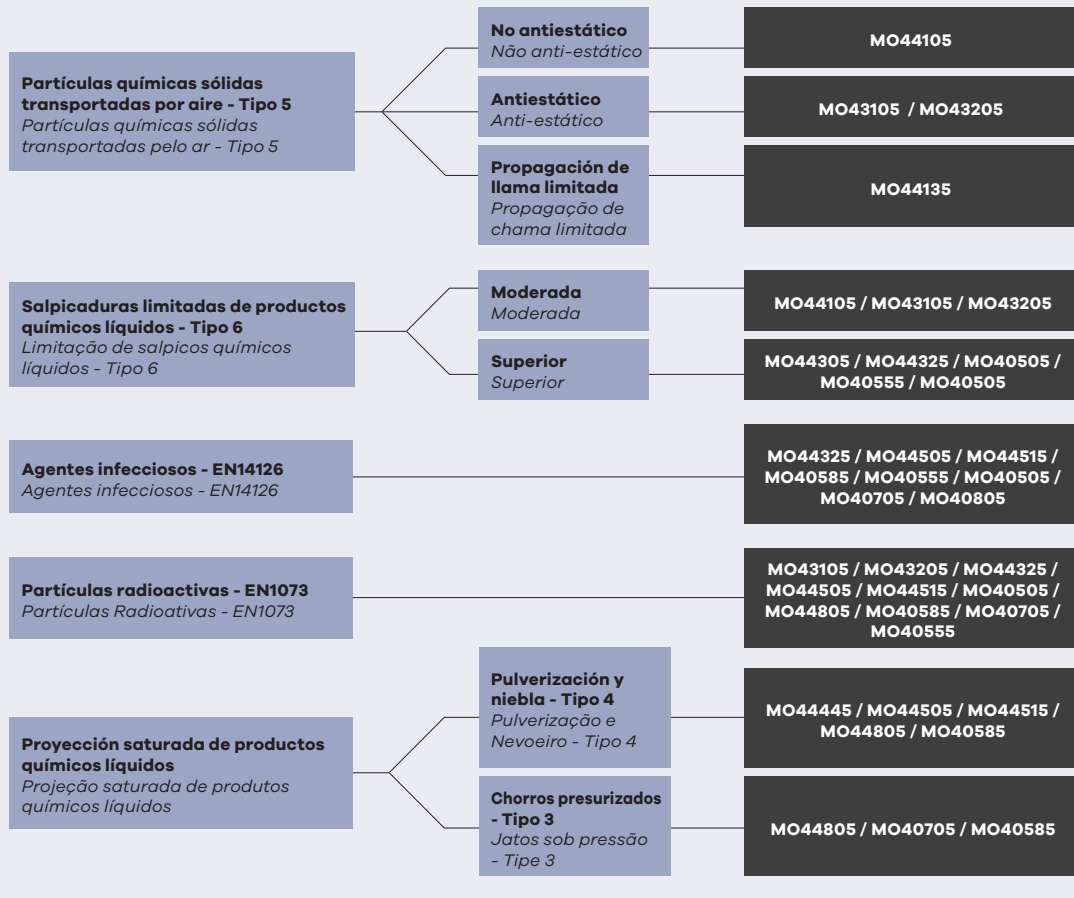 Partículas químicas sólidas
transportadas por aire - Tipo 5
Partículas químicas sólidas
transportadas pelo ar - Tipo 5
No antiestático
Não anti-estático
MO44105
Antiestático
Anti-estático
MO43105 / MO43205
Propagación de
llama limitada
Propagação de
chama limitada
MO44135
Salpicaduras limitadas de productos
químicos líquidos - Tipo 6
Limitação de salpicos químicos
líquidos - Tipo 6
Moderada
Moderada
MO44105 / MO43105 / MO43205
Superior
Superior
MO44305 / MO44325 / MO40505 /
MO40555 / MO40505
Agentes infecciosos - EN14126
Agentes infecciosos - EN14126
MO44325 / MO44505 / MO44515 /
MO40585 / MO40555 / MO40505 /
MO40705 / MO40805
Partículas radioactivas - EN1073
Partículas Radioativas - EN1073
MO43105 / MO43205 / MO44325 /
MO44505 / MO44515 / MO40505 /
MO44805 / MO40585 / MO40705 /
MO40555
Proyección saturada de productos
químicos líquidos
Projeção saturada de produtos
químicos líquidos
Pulverización y
niebla - Tipo 4
Pulverização e
Nevoeiro - Tipo 4
MO44445 / MO44505 / MO44515 /
MO44805 / MO40585
Chorros presurizados
- Tipo 3
Jatos sob pressão
- Tipe 3
MO44805 / MO40705 / MO40585